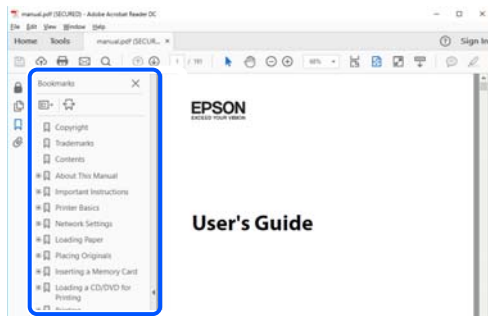 manual.pdf (SECURED) - Adobe Acrobat Reader DC
File Edit View Window Help
Home Tools manual.pdf (SECUR... ×
Sign In
1 / 191
Bookmarks
Copyright
Trademarks
Contents
About This Manual
Important Instructions
Printer Basics
Network Settings
Loading Paper
Placing Originals
Inserting a Memory Card
Loading a CD/DVD for
Printing
EPSON
EXCEED YOUR VISION
User's Guide